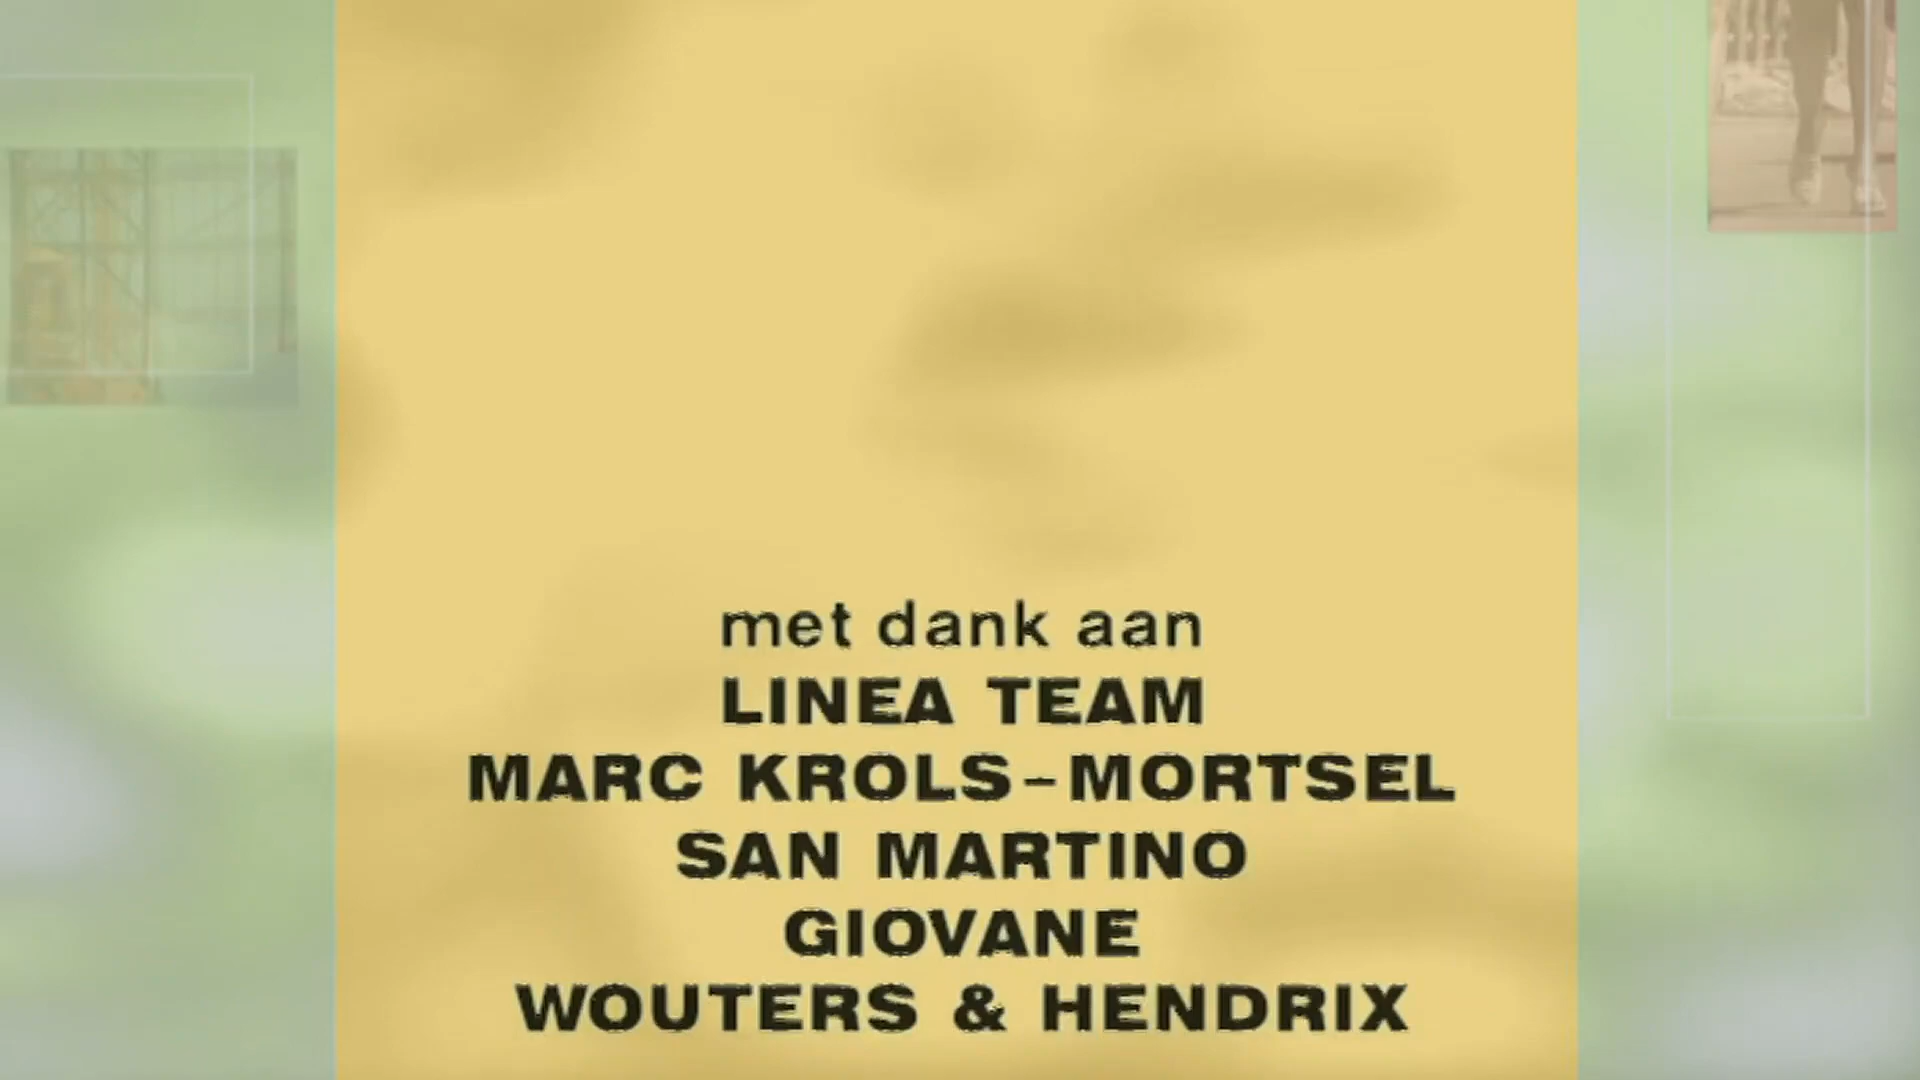 met dank aan
LINEA TEAM
MARC KROLS-MORTSEL
SAN MARTINO
GIOVANE
WOUTERS & HENDRIX